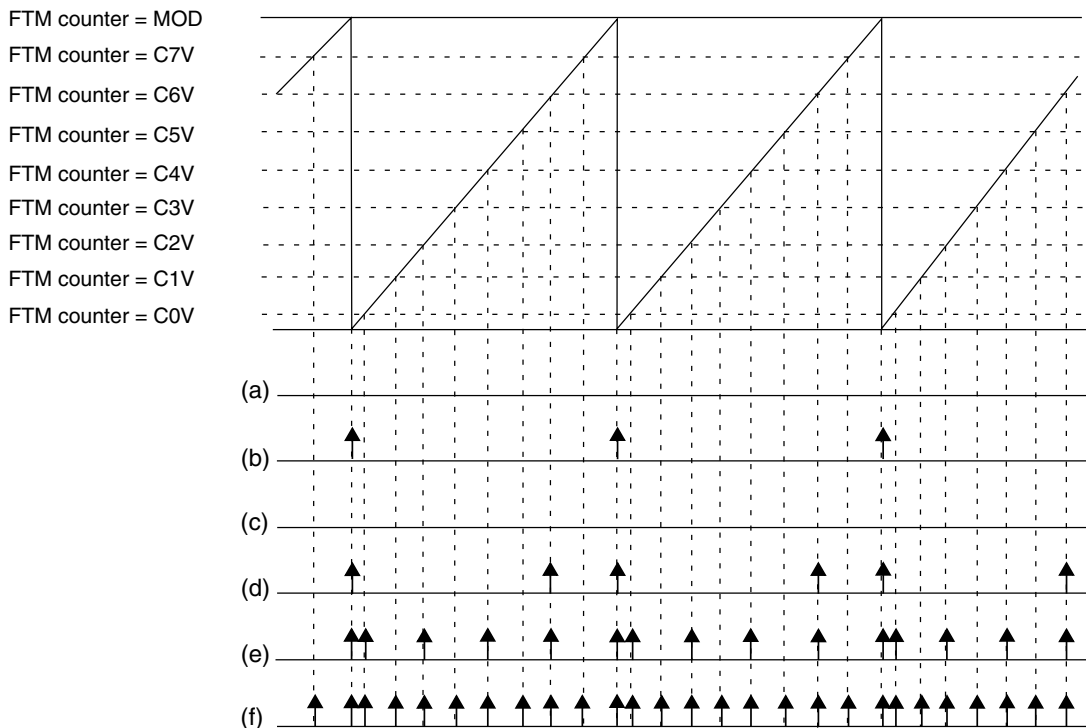 FTM counter = MOD
FTM counter = C7V
FTM counter = C6V
FTM counter = C5V
FTM counter = C4V
FTM counter = C3V
FTM counter = C2V
FTM counter = C1V
FTM counter = C0V
(a)
(b)
(c)
(d)
(e)
(f)